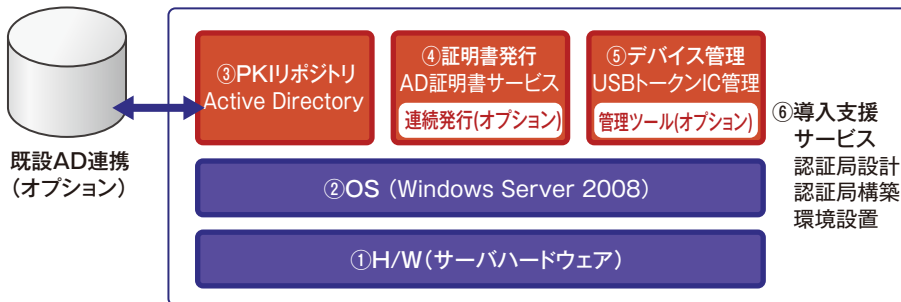 既設AD連携
(オプション)
③PKIリポジトリ
Active Directory
④証明書発行
AD証明書サービス
連続発行(オプション)
⑤デバイス管理
USBトークンIC管理
管理ツール(オプション)
②OS (Windows Server 2008)
①H/W(サーバハードウェア)
⑥導入支援
サービス
認証局設計
認証局構築
環境設置